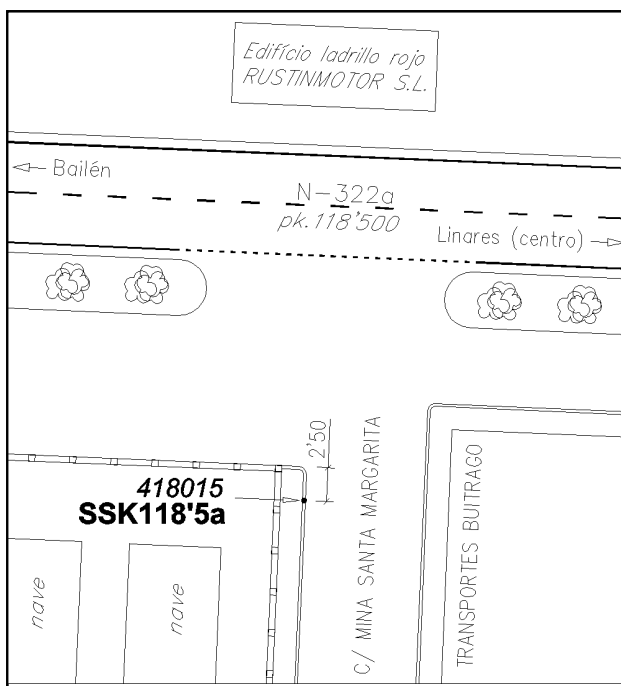 Edifício ladrillo rojo
RUSTINMOTOR S.L.
Bailén
N-322a
pk.118'500
Linares (centro)
2'50
418015
SSK118'5a
C/ MINA SANTA MARGARITA
TRANSPORTES BUITRAGO
nave
nave